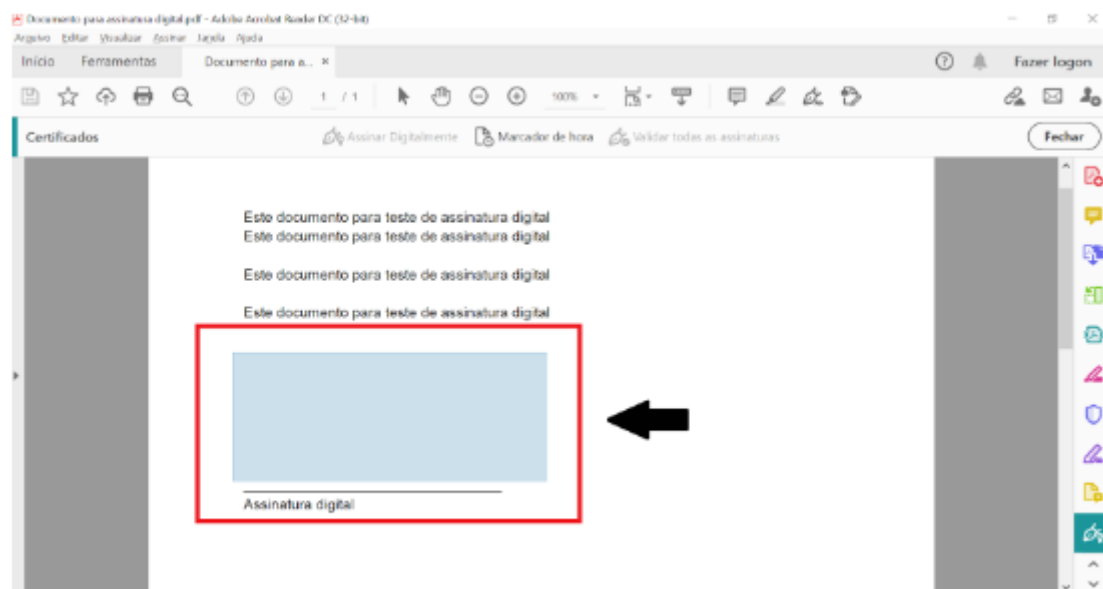 Documento para assinatura digital.pdf - Adobe Acrobat Reader DC (32-bit)
Arquivo Editar Visualizar Assinar Janela Ajuda
Início Ferramentas Documento para a... × Fazer logon
1 / 1 100%
Certificados Assinar Digitalmente Marcador de hora Validar todas as assinaturas Fechar
Este documento para teste de assinatura digital
Este documento para teste de assinatura digital
Este documento para teste de assinatura digital
Este documento para teste de assinatura digital
Assinatura digital